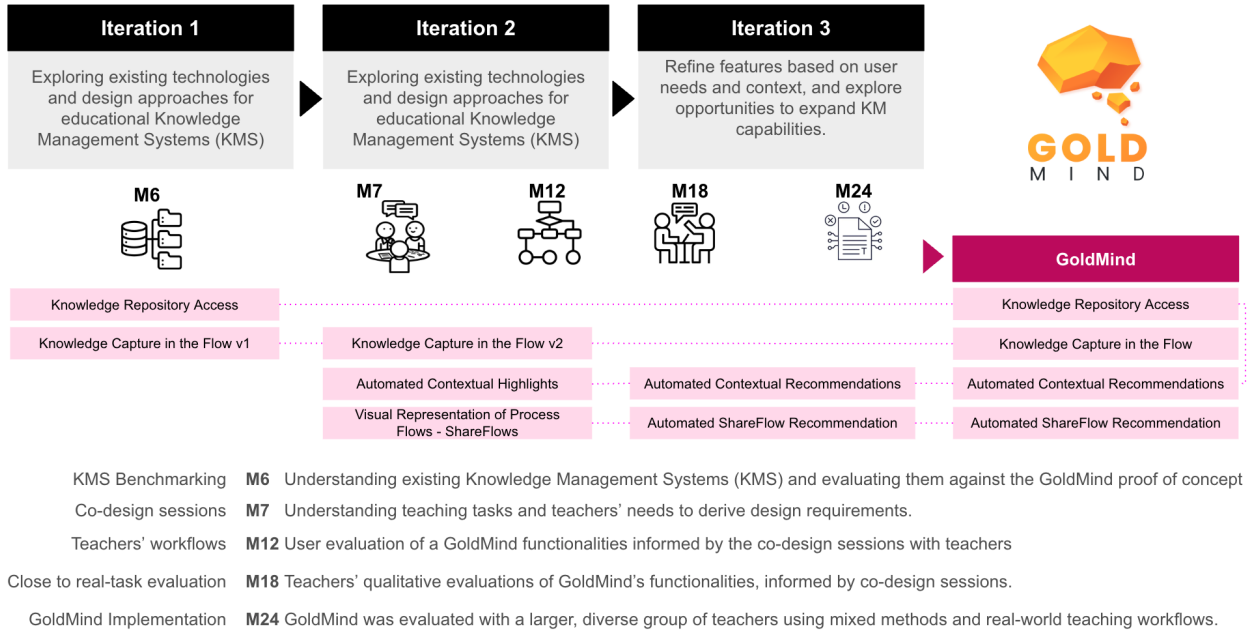 Iteration 1
Exploring existing technologies
and design approaches for
educational Knowledge
Management Systems (KMS)
Iteration 2
Exploring existing technologies
and design approaches for
educational Knowledge
Management Systems (KMS)
Iteration 3
Refine features based on user
needs and context, and explore
opportunities to expand KM
capabilities.
GOLD
MIND
M6
M7
M12
M18
M24
T
GoldMind
Knowledge Repository Access
Knowledge Repository Access
Knowledge Capture in the Flow v1
Knowledge Capture in the Flow v2
Knowledge Capture in the Flow
Automated Contextual Highlights
Automated Contextual Recommendations
Automated Contextual Recommendations
Visual Representation of Process
Flows - ShareFlows
Automated ShareFlow Recommendation
Automated ShareFlow Recommendation
KMS Benchmarking M6 Understanding existing Knowledge Management Systems (KMS) and evaluating them against the GoldMind proof of concept
Co-design sessions M7 Understanding teaching tasks and teachers’ needs to derive design requirements.
Teachers’ workflows M12 User evaluation of a GoldMind functionalities informed by the co-design sessions with teachers
Close to real-task evaluation M18 Teachers’ qualitative evaluations of GoldMind’s functionalities, informed by co-design sessions.
GoldMind Implementation M24 GoldMind was evaluated with a larger, diverse group of teachers using mixed methods and real-world teaching workflows.